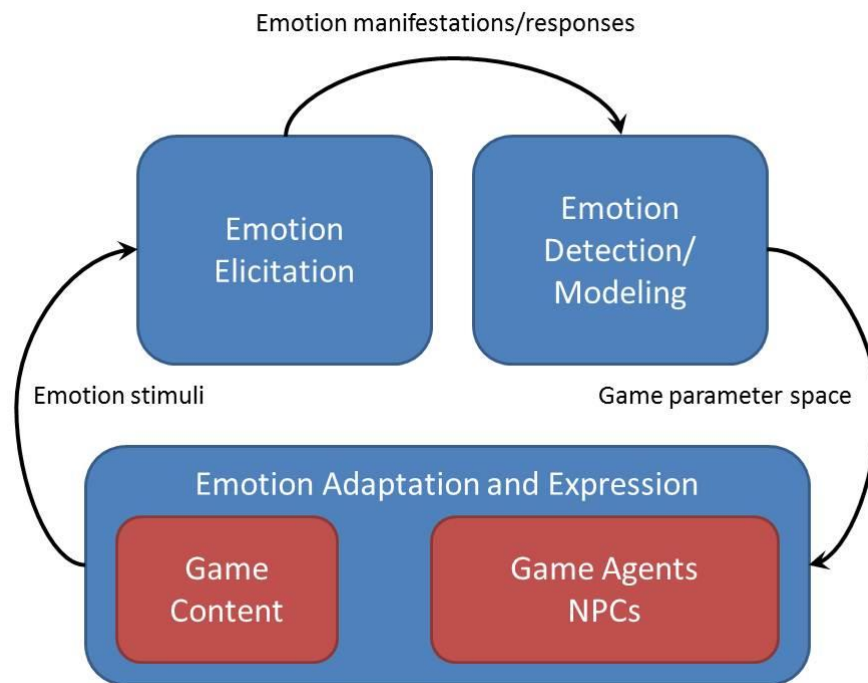 Emotion manifestations/responses
Emotion
Elicitation
Emotion
Detection/
Modeling
Emotion stimuli
Game parameter space
Emotion Adaptation and Expression
Game
Content
Game Agents
NPCs